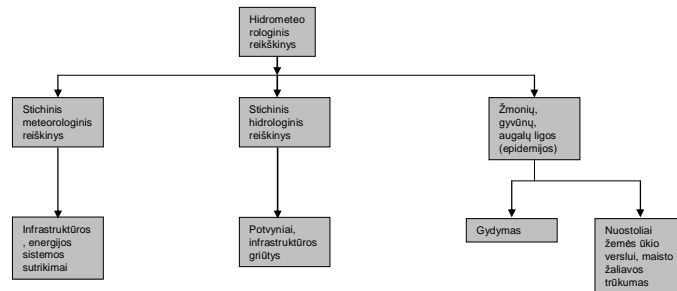 Hidrometeo
rologinis
reikškinys
Stichinis
meteorologinis
reiškinys
Stichinis
hidrologinis
reiškinys
Žmonių,
gyvūnų,
augalų ligos
(epidemijos)
Infrastruktūros
, energijos
sistemos
sutrikimai
Potvyniai,
infrastruktūros
griūtys
Gydymas
Nuostoliai
žemės ūkio
verslui, maisto
žaliavos
trūkumas